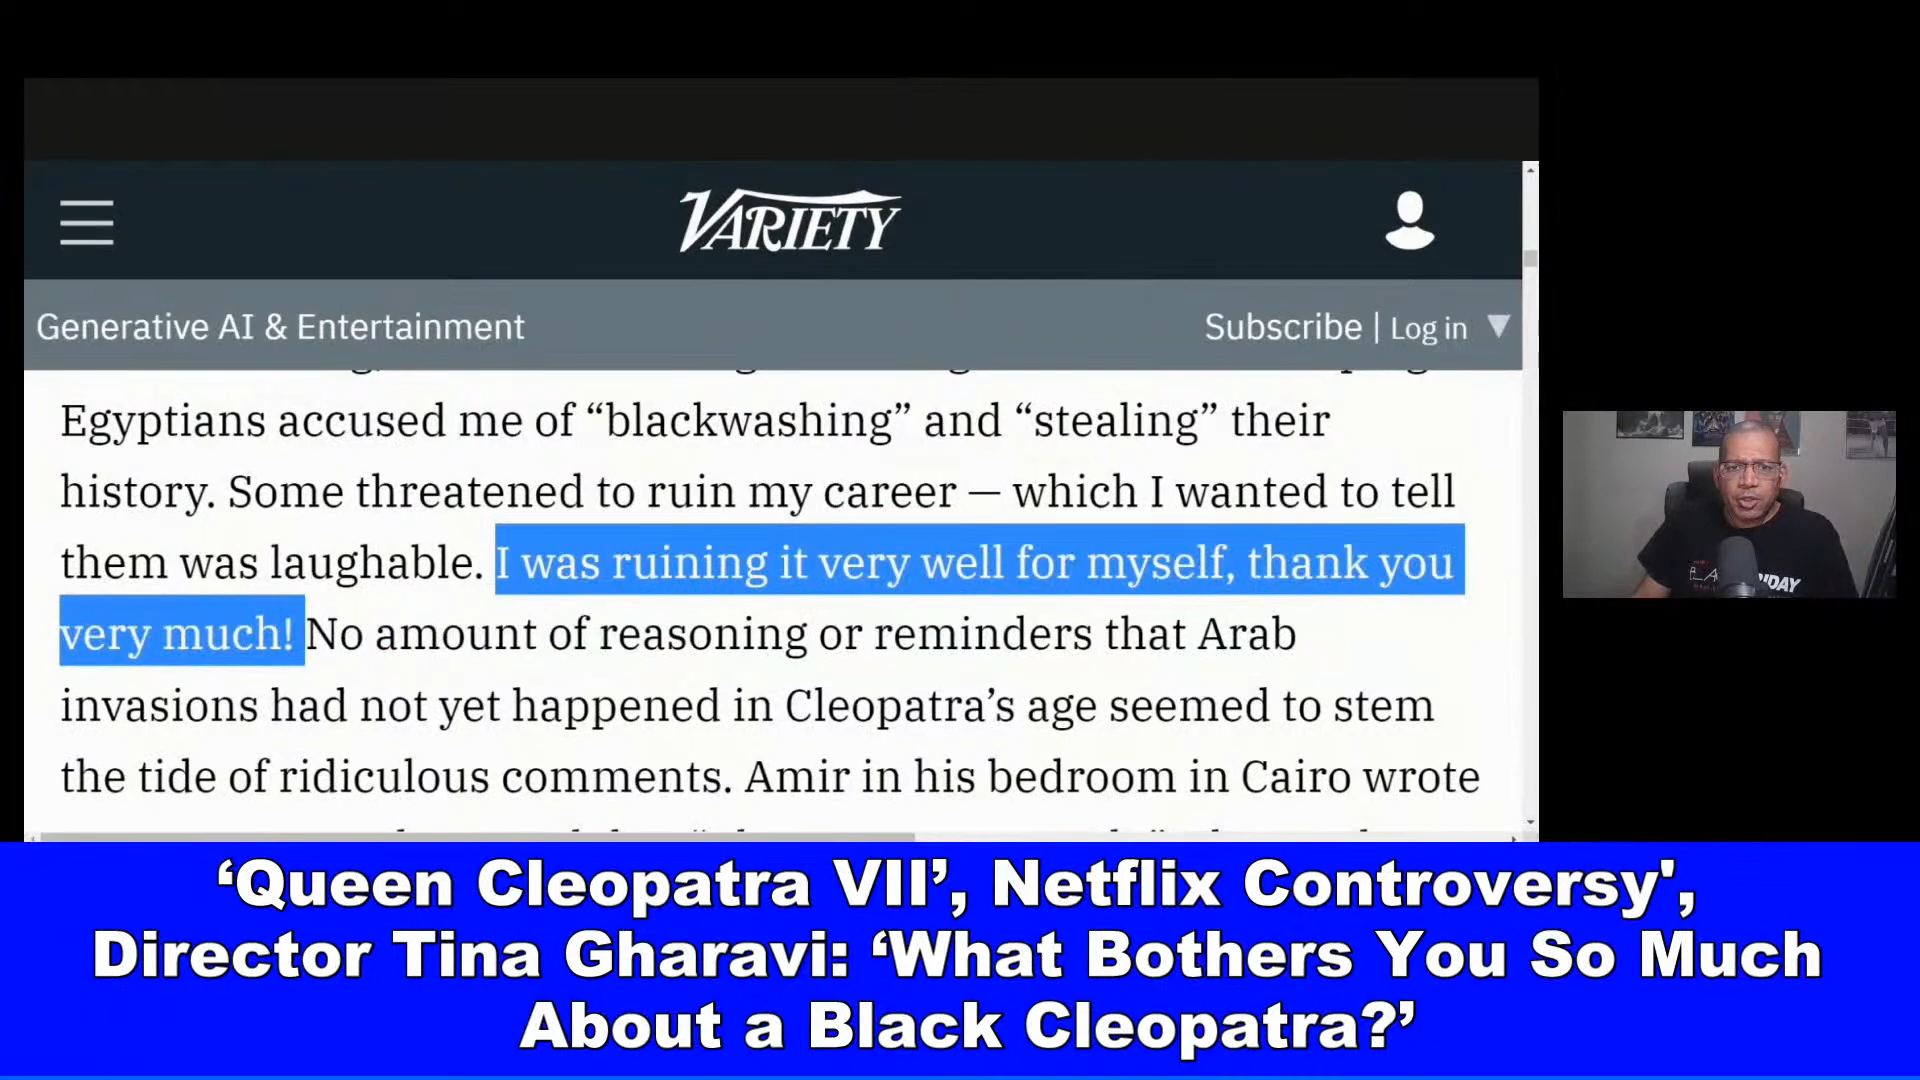 VARIETY
Generative AI & Entertainment
Subscribe | Log in ▼
Egyptians accused me of “blackwashing” and “stealing” their
history. Some threatened to ruin my career — which I wanted to tell
them was laughable. I was ruining it very well for myself, thank you
very much! No amount of reasoning or reminders that Arab
invasions had not yet happened in Cleopatra’s age seemed to stem
the tide of ridiculous comments. Amir in his bedroom in Cairo wrote
‘Queen Cleopatra VII’, Netflix Controversy',
Director Tina Gharavi: ‘What Bothers You So Much
About a Black Cleopatra?’